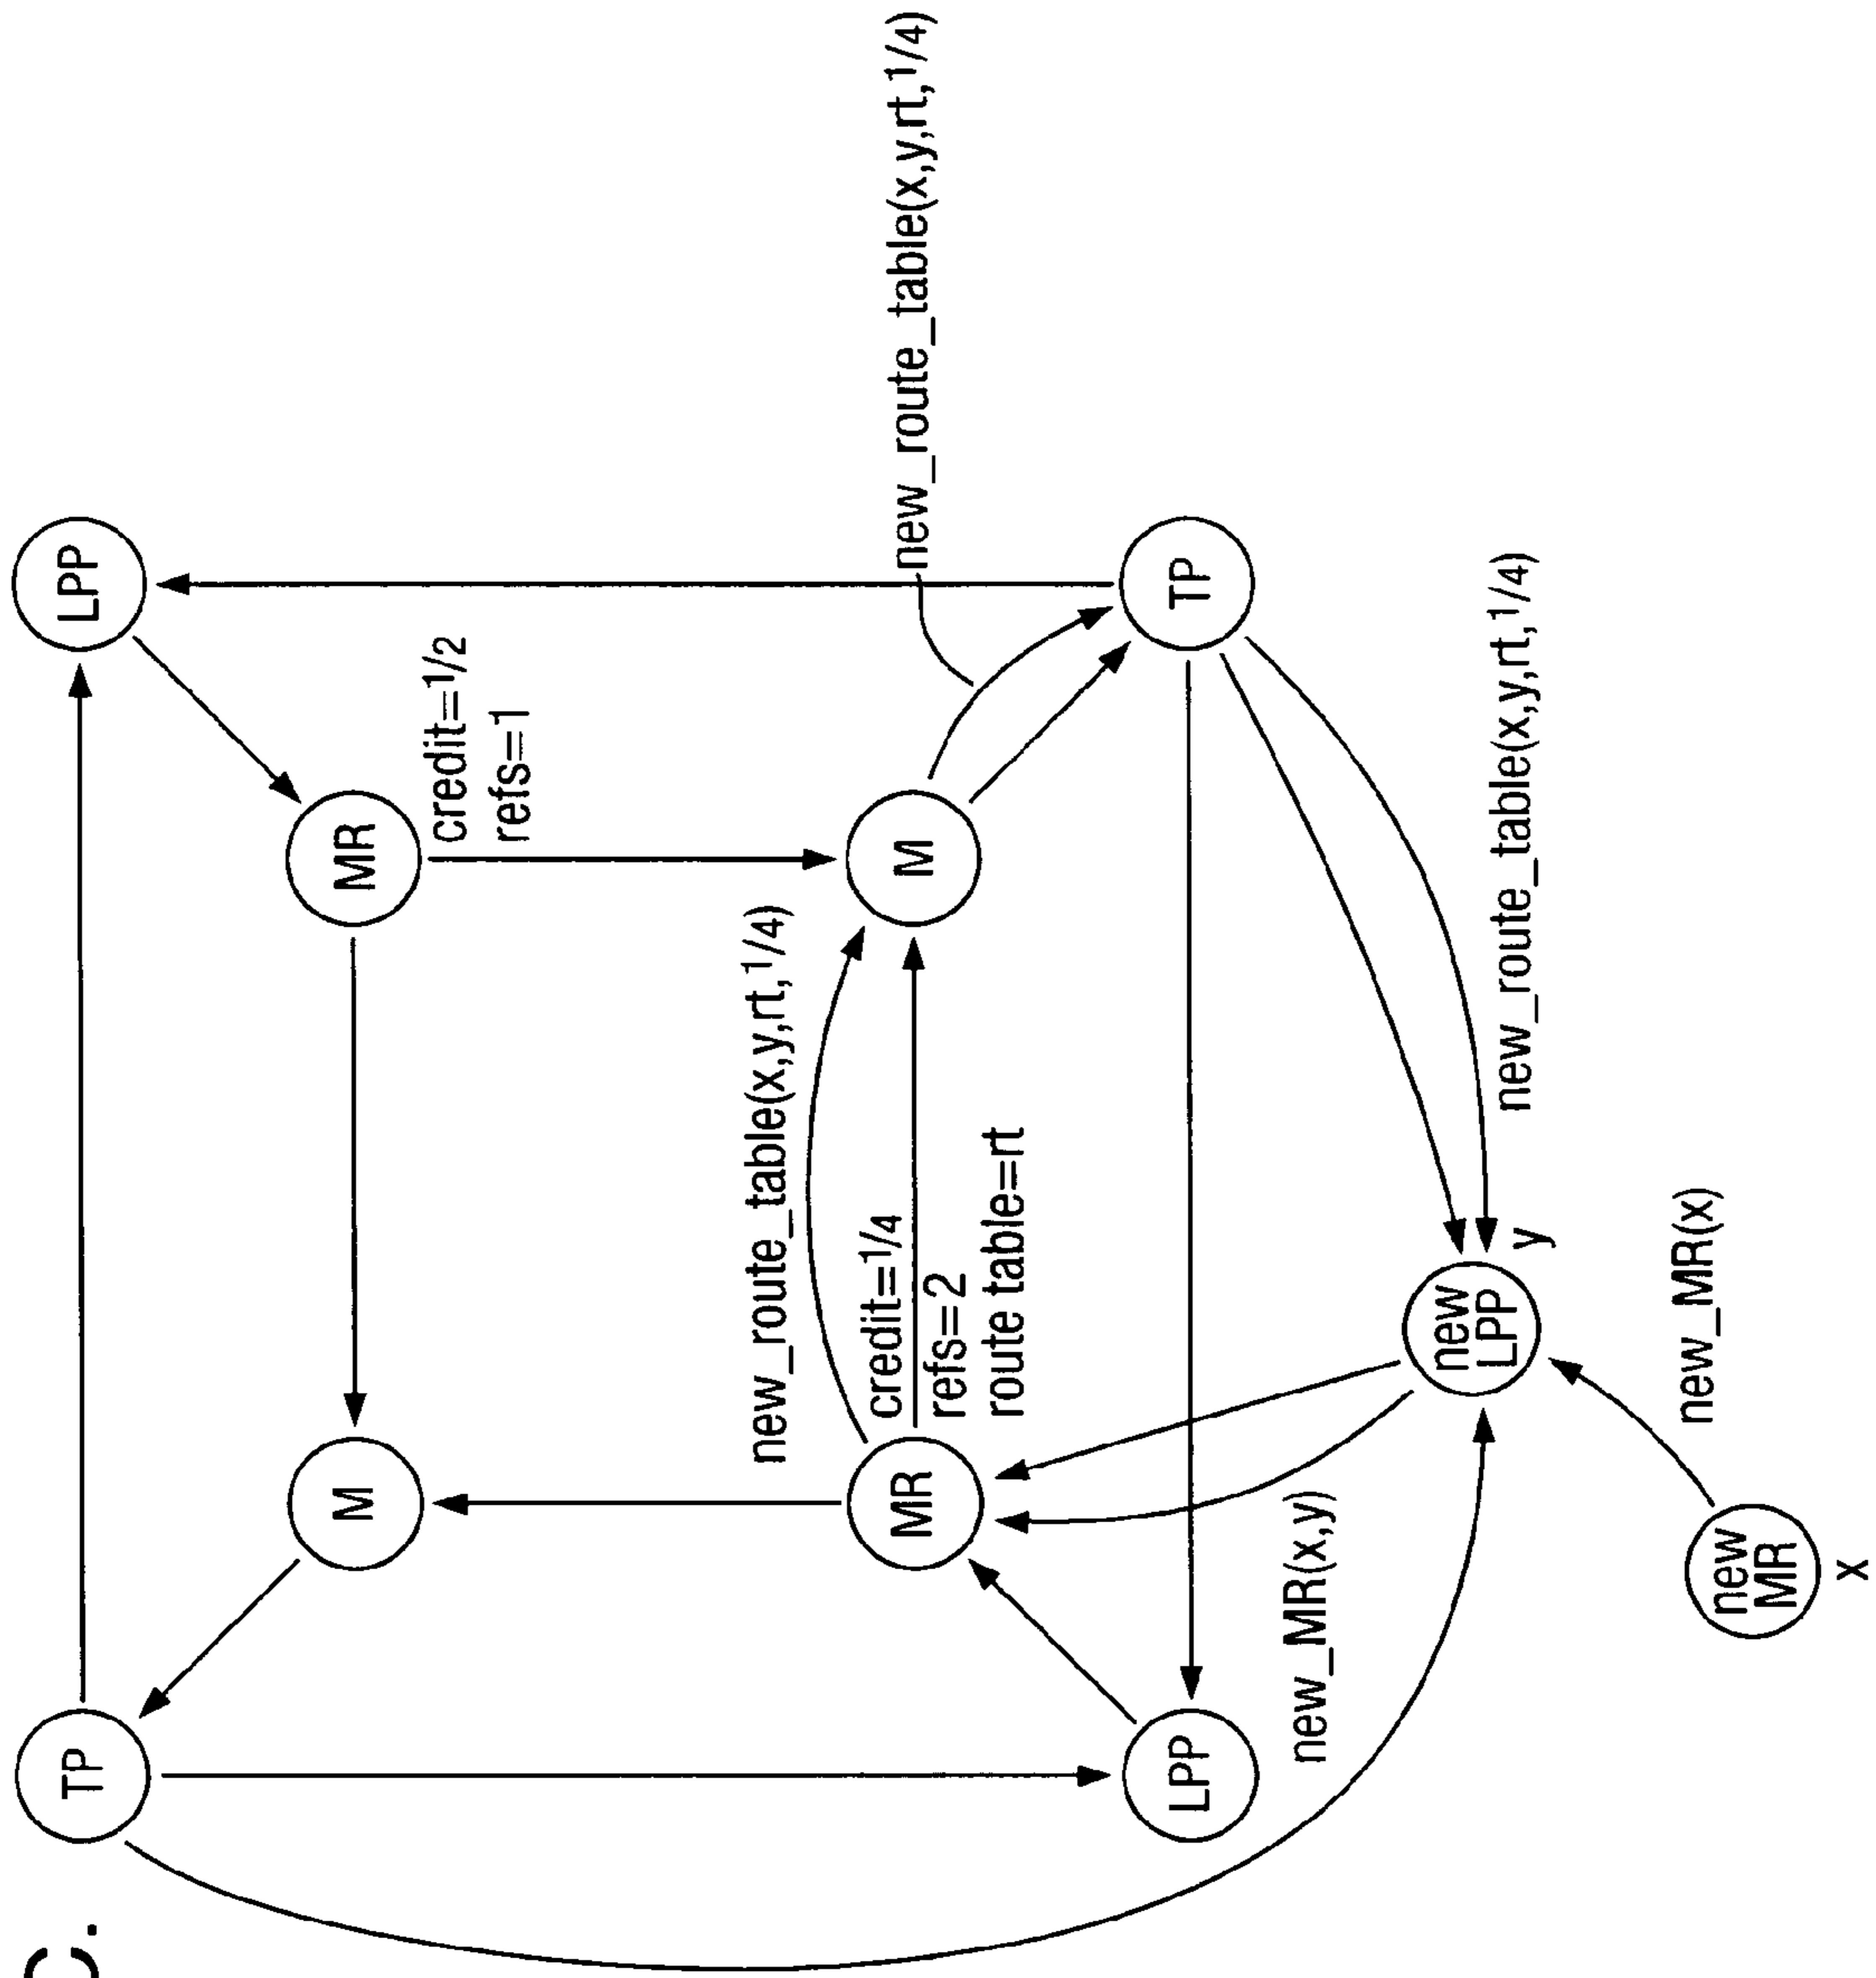 C.
TP
LPP
M
MR
credit=1/2
refs=1
new_route_table(x,y,rt,1/4)
MR
credit=1/4
refs=2
route table=rt
M
new_route_table(x,y,rt,1/4)
LPP
TP
new_MR(x,y)
new
LPP
y
new_route_table(x,y,rt,1/4)
new_MR(x)
new
MR
x